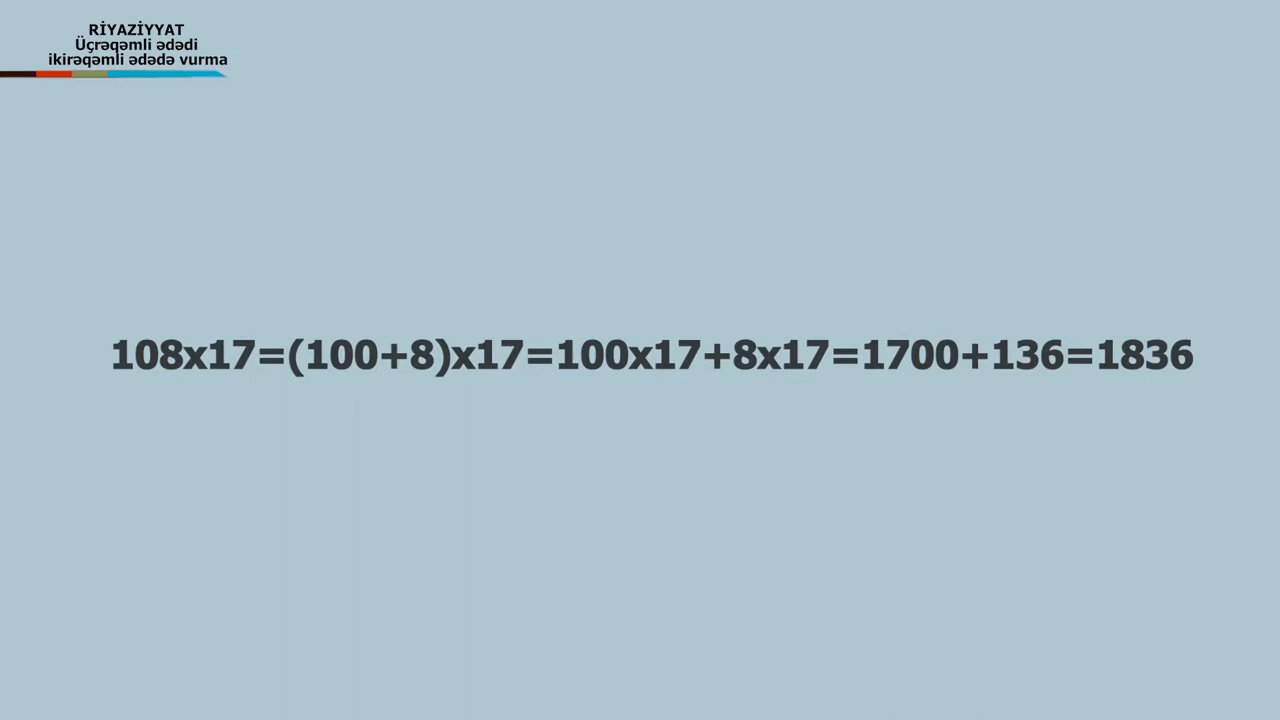 RİYAZİYYAT
Üçrəqəmli ədədi
ikirəqəmli ədədə vurma
108x17=(100+8)x17=100x17+8x17=1700+136=1836